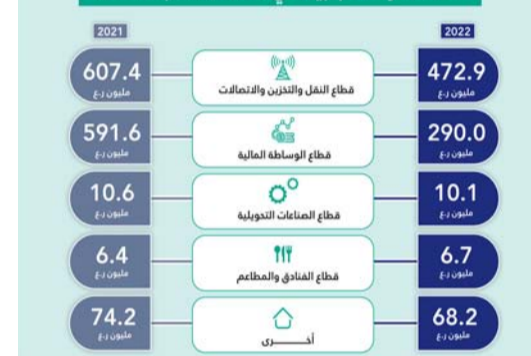 2022
2021
472.9
مليون ر.ع
قطاع النقل والتخزين والاتصالات
607.4
مليون ر.ع
290.0
مليون ر.ع
قطاع الوساطة المالية
591.6
مليون ر.ع
10.1
مليون ر.ع
قطاع الصناعات التحويلية
10.6
مليون ر.ع
6.7
مليون ر.ع
قطاع الفنادق والمطاعم
6.4
مليون ر.ع
68.2
مليون ر.ع
أخـــرى
74.2
مليون ر.ع